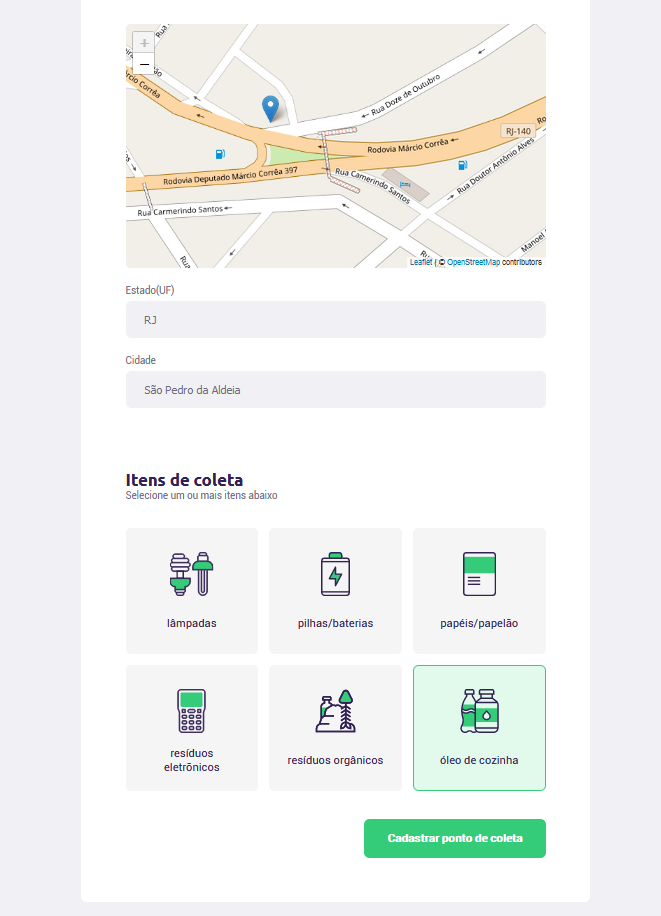 +
−
Márcio Corrêa
Rua Doze de Outubro
RJ-140
Rodovia Márcio Corrêa
Rua Doutor Antônio Alves
Rodovia Deputado Márcio Corrêa 397
Rua Camerindo Santos
Rua Carmerindo Santos
Manoel
Rua
Leaflet | © OpenStreetMap contributors
Estado(UF)
RJ
Cidade
São Pedro da Aldeia
Itens de coleta
Selecione um ou mais itens abaixo
lâmpadas
pilhas/baterias
papéis/papelão
resíduos
eletrônicos
resíduos orgânicos
óleo de cozinha
Cadastrar ponto de coleta